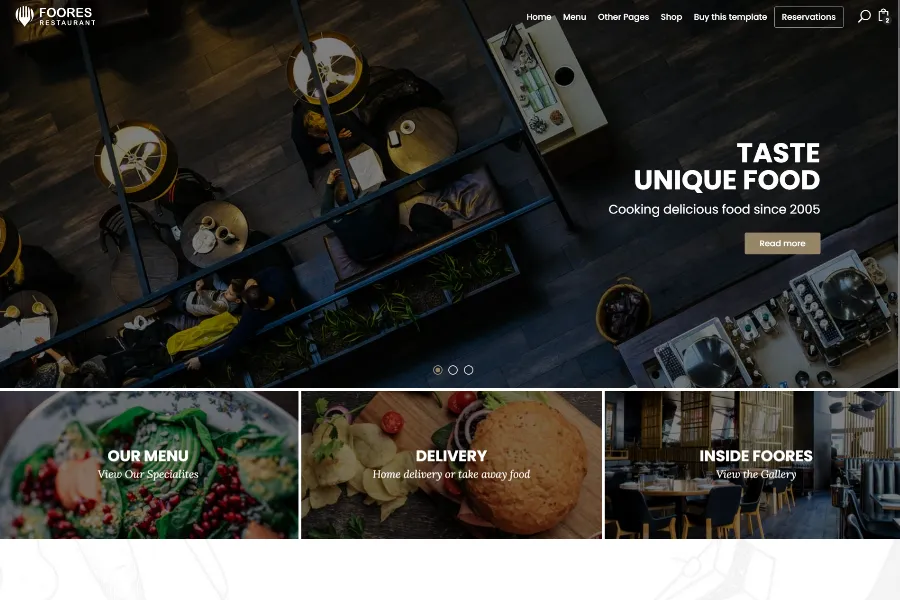 FOORES
RESTAURANT
Home Menu Other Pages Shop Buy this template Reservations
2
TASTE
UNIQUE FOOD
Cooking delicious food since 2005
Read more
OUR MENU
View Our Specialites
DELIVERY
Home delivery or take away food
INSIDE FOORES
View the Gallery